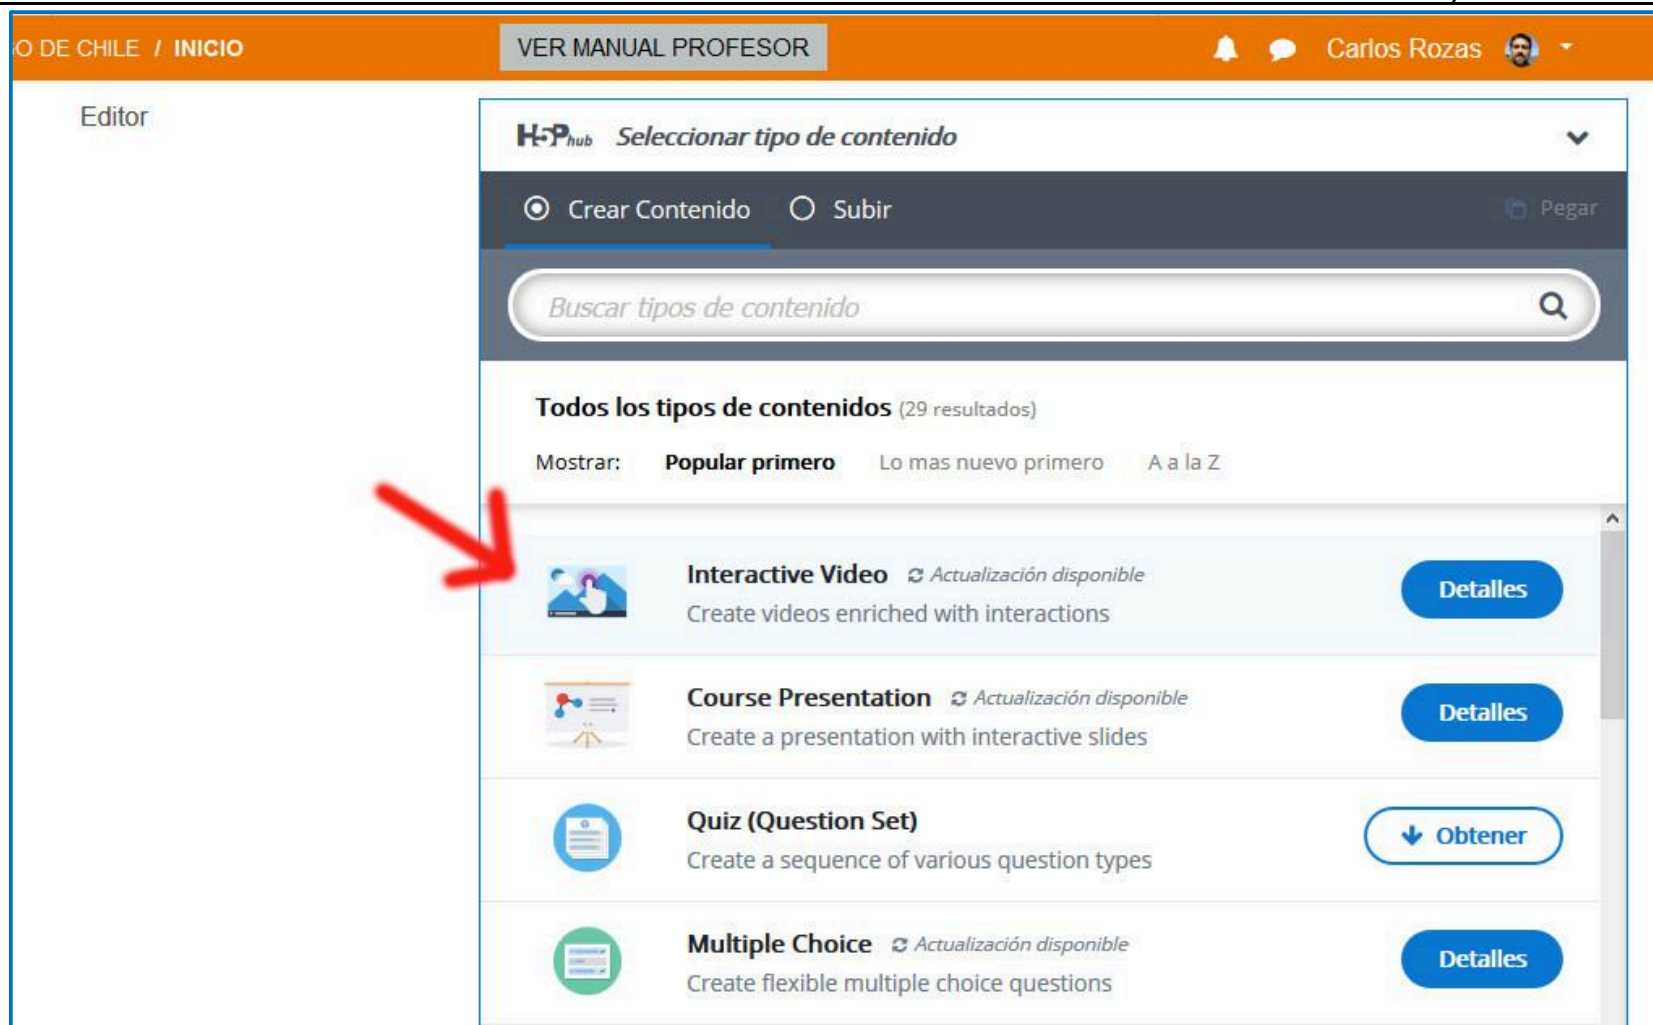 O DE CHILE / INICIO VER MANUAL PROFESOR Carlos Rozas
Editor
H5Phub Seleccionar tipo de contenido
Crear Contenido Subir Pegar
Buscar tipos de contenido
Todos los tipos de contenidos (29 resultados)
Mostrar: Popular primero Lo mas nuevo primero A a la Z
Interactive Video Actualización disponible
Create videos enriched with interactions
Detalles
Course Presentation Actualización disponible
Create a presentation with interactive slides
Detalles
Quiz (Question Set)
Create a sequence of various question types
Obtener
Multiple Choice Actualización disponible
Create flexible multiple choice questions
Detalles